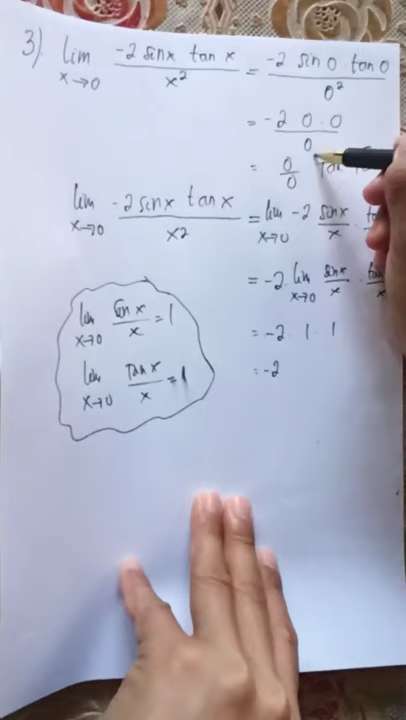 3) lim x→0 -2 sin x tan x / x² = -2 sin 0 . tan 0 / 0²
= -2 0 . 0 / 0
= 0 / 0
lim x→0 -2 sin x tan x / x² = lim x→0 -2 sin x / x .
= -2 . lim x→0 sin x / x .
lim x→0 sin x / x = 1
= -2 . 1 . 1
lim x→0 Tan x / x = 1
= -2